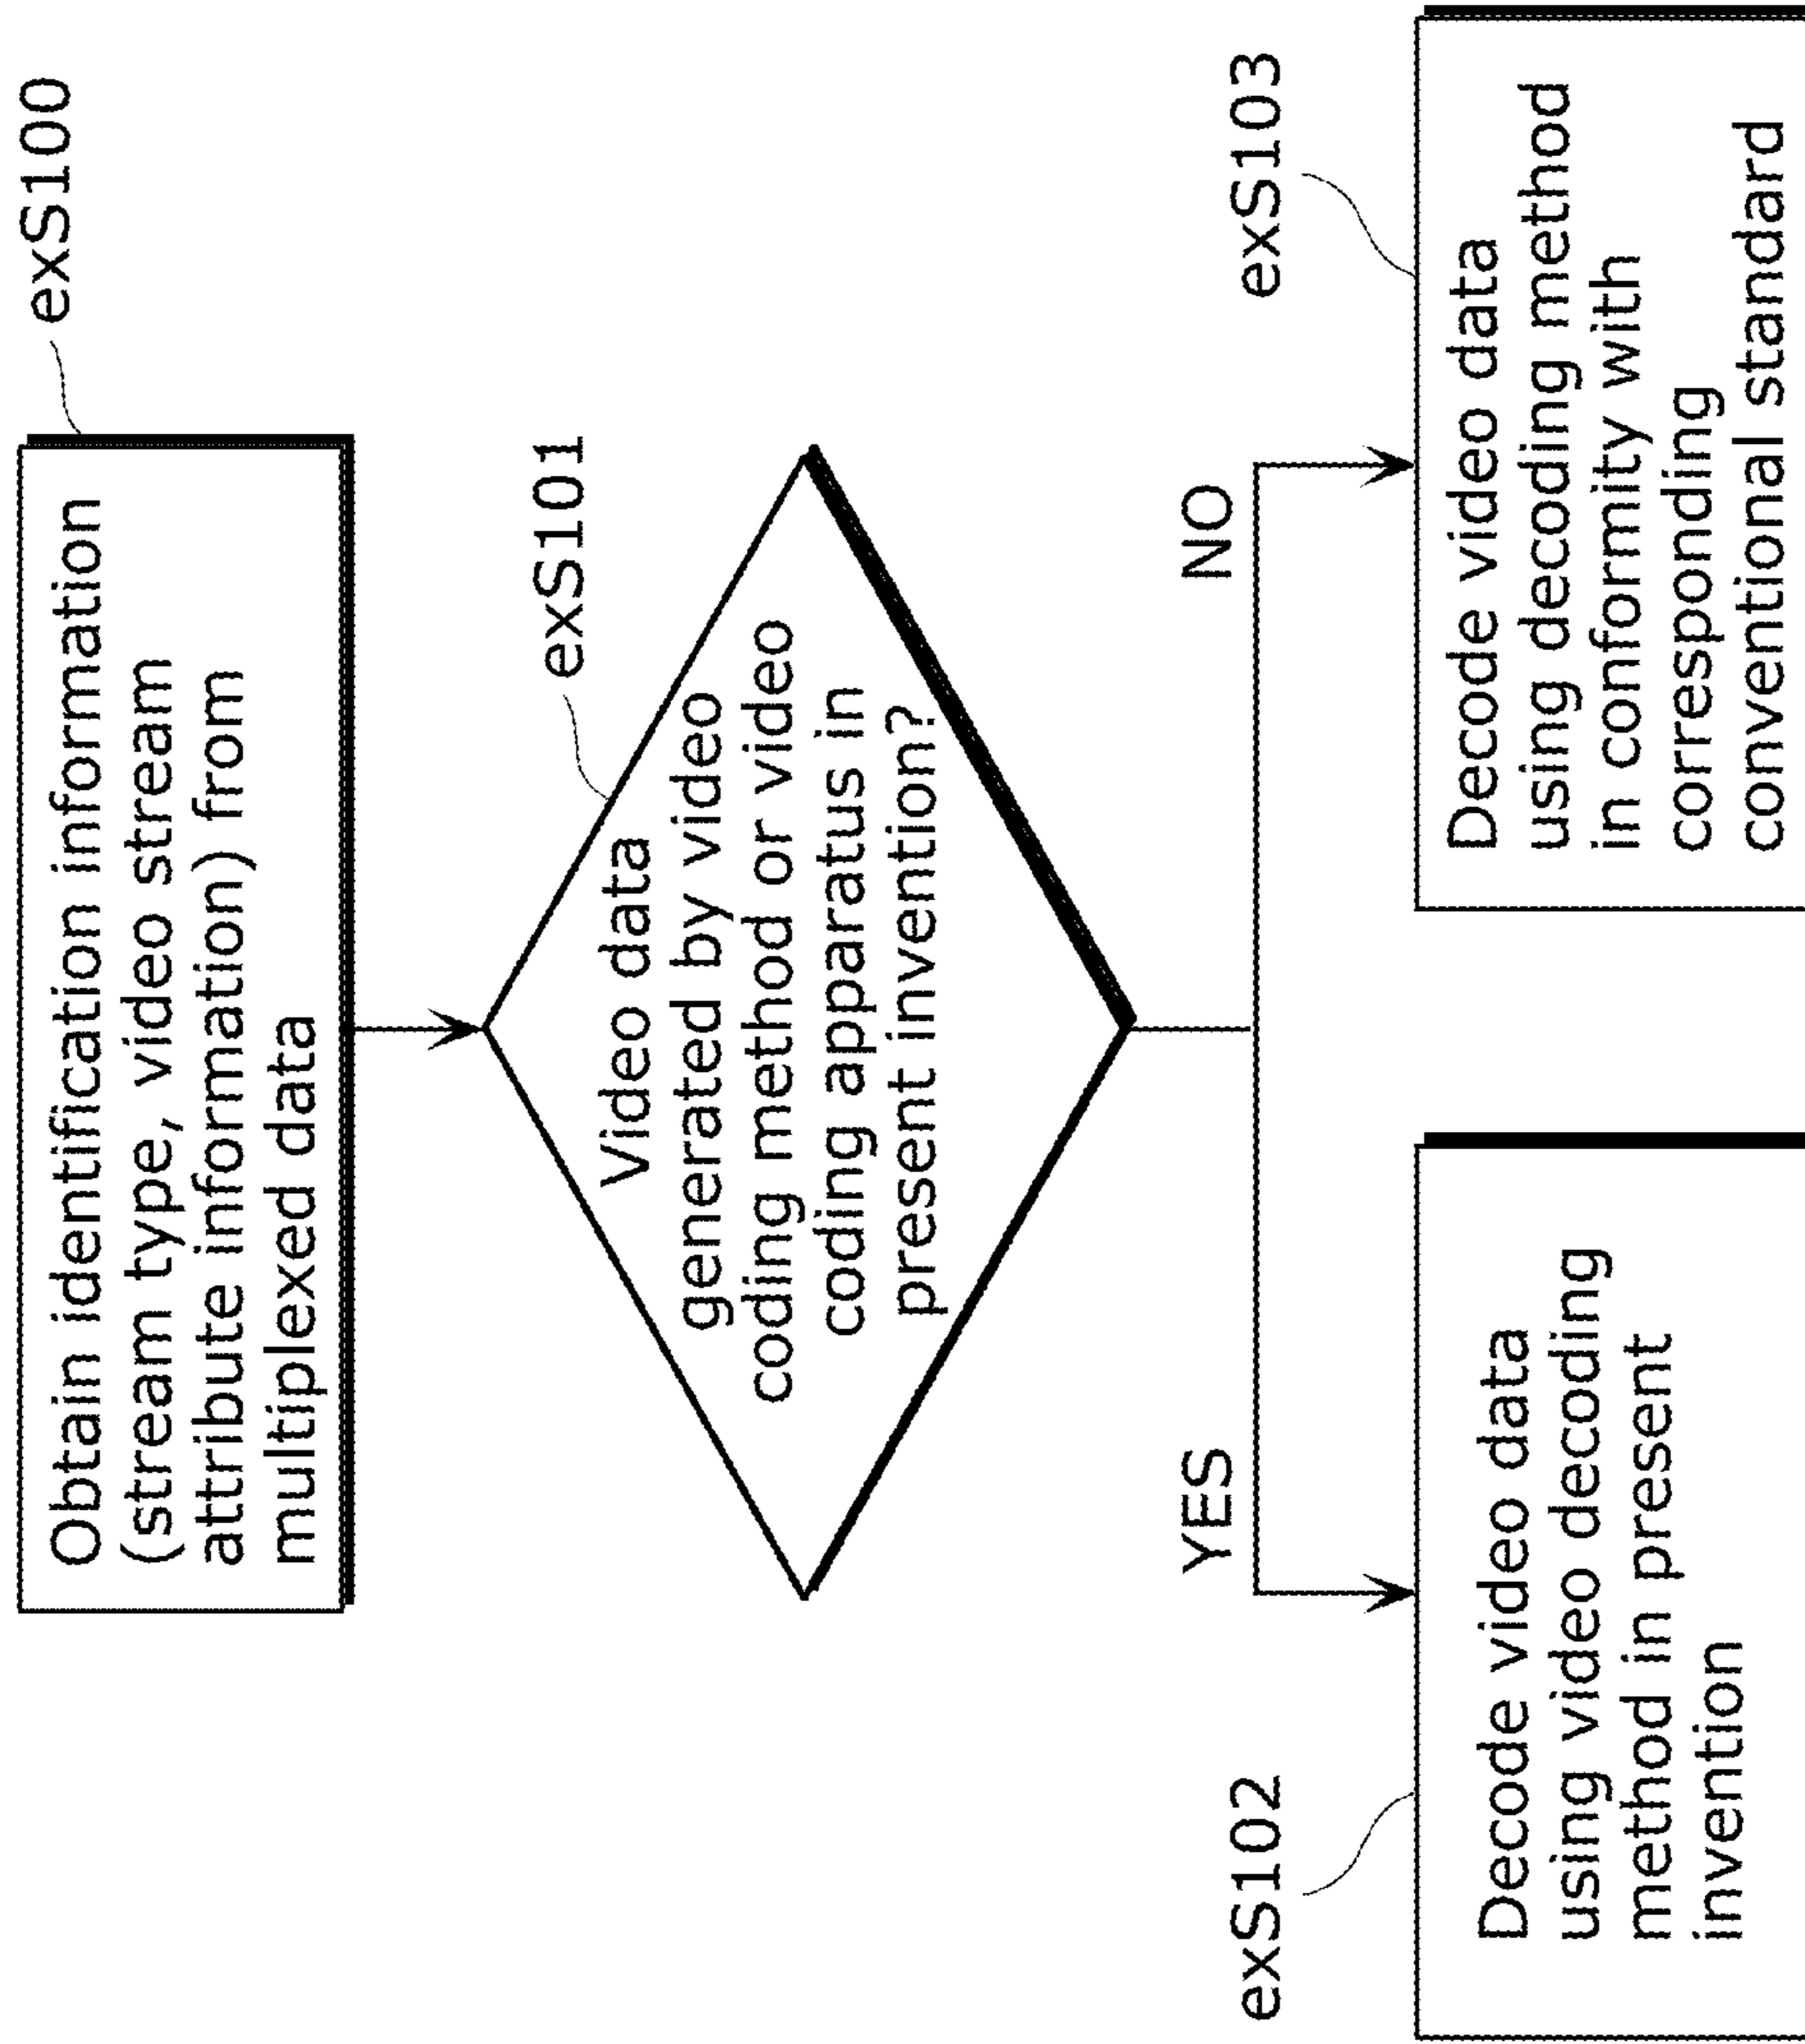 exS100
Obtain identification information
(stream type, video stream
attribute information) from
multiplexed data
exS101
Video data
generated by video
coding method or video
coding apparatus in
present invention?
YES
NO
exS102
Decode video data
using video decoding
method in present
invention
exS103
Decode video data
using decoding method
in conformity with
corresponding
conventional standard